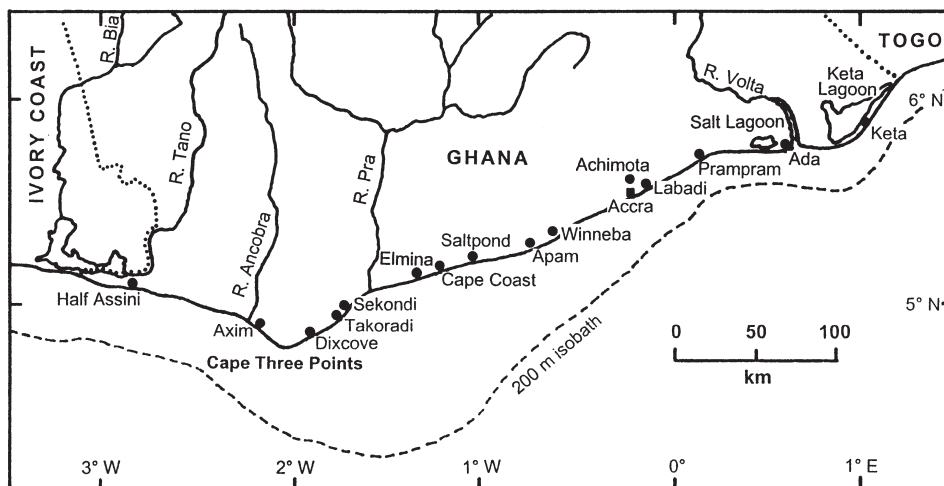 R. Bia
TOGO
IVORY COAST
R. Volta
Keta
Lagoon
6° N
R. Tano
Salt Lagoon
Keta
GHANA
Ada
Achimota
Prampram
R. Pra
Labadi
Accra
R. Ancobra
Saltpond
Winneba
Elmina
Apam
Cape Coast
Half Assini
Sekondi
5° N
Axim
Takoradi
Dixcove
Cape Three Points
200 m isobath
0 50 100
km
3° W 2° W 1° W 0° 1° E